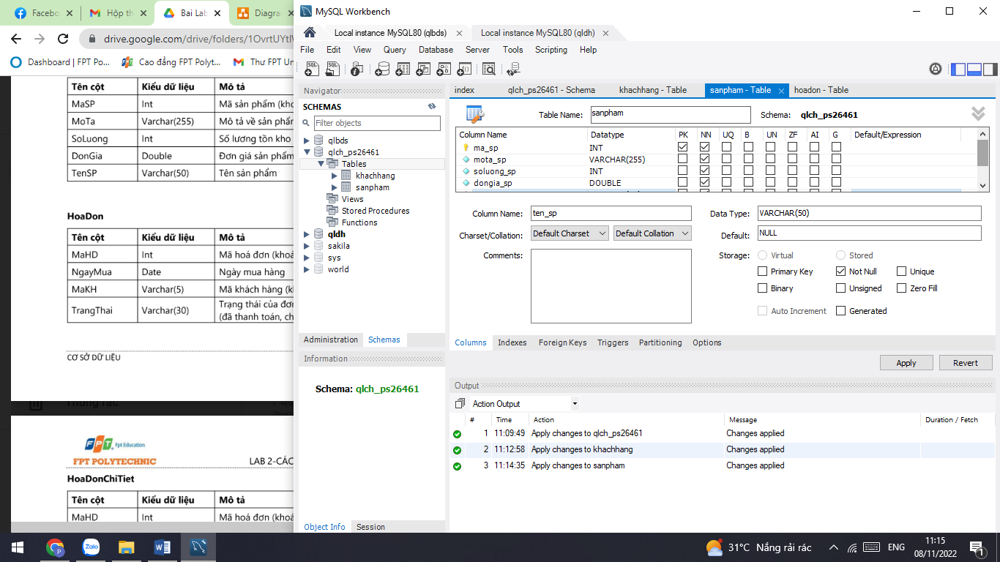 Facebo
Hộp th
Bai Lab
Diagra
drive.google.com/drive/folders/1OvrtUYtl
Dashboard | FPT Po...
Cao đẳng FPT Polyt...
Thư FPT Un
Tên cột Kiểu dữ liệu Mô tả
MaSP Int Mã sản phẩm (kho
MoTa Varchar(255) Mô tả về sản phẩm
SoLuong Int Số lương tồn kho
DonGia Double Đơn giá sản phẩm
TenSP Varchar(50) Tên sản phẩm
HoaDon
Tên cột Kiểu dữ liệu Mô tả
MaHD Int Mã hoá đơn (khoá
NgayMua Date Ngày mua hàng
MaKH Varchar(5) Mã khách hàng (k
TrangThai Varchar(30) Trạng thái của đơn
(đã thanh toán, ch
CƠ SỞ DỮ LIỆU
Thùng rác
FPT. Fpt Education
FPT POLYTECHNIC LAB 2-CÁC
HoaDonChiTiet
Tên cột Kiểu dữ liệu Mô tả
MaHD Int Mã hoá đơn (khoá
MySQL Workbench
Local instance MySQL80 (qlbds)
Local instance MySQL80 (qldh)
File Edit View Query Database Server Tools Scripting Help
Navigator
SCHEMAS
Filter objects
qlbds
qlch_ps26461
Tables
khachhang
sanpham
Views
Stored Procedures
Functions
qldh
sakila
sys
world
Administration Schemas
Information
Schema: qlch_ps26461
Object Info Session
index qlch_ps26461 - Schema khachhang - Table sanpham - Table hoadon - Table
Table Name: sanpham Schema: qlch_ps26461
Column Name Datatype PK NN UQ B UN ZF AI G Default/Expression
ma_sp INT
mota_sp VARCHAR(255)
soluong_sp INT
dongia_sp DOUBLE
Column Name: ten_sp Data Type: VARCHAR(50)
Charset/Collation: Default Charset Default Collation Default: NULL
Comments: Storage: Virtual Stored
Primary Key Not Null Unique
Binary Unsigned Zero Fill
Auto Increment Generated
Columns Indexes Foreign Keys Triggers Partitioning Options
Apply Revert
Output
Action Output
# Time Action Message Duration / Fetch
1 11:09:49 Apply changes to qlch_ps26461 Changes applied
2 11:12:58 Apply changes to khachhang Changes applied
3 11:14:35 Apply changes to sanpham Changes applied
31°C Nắng rải rác ENG 11:15
08/11/2022
1